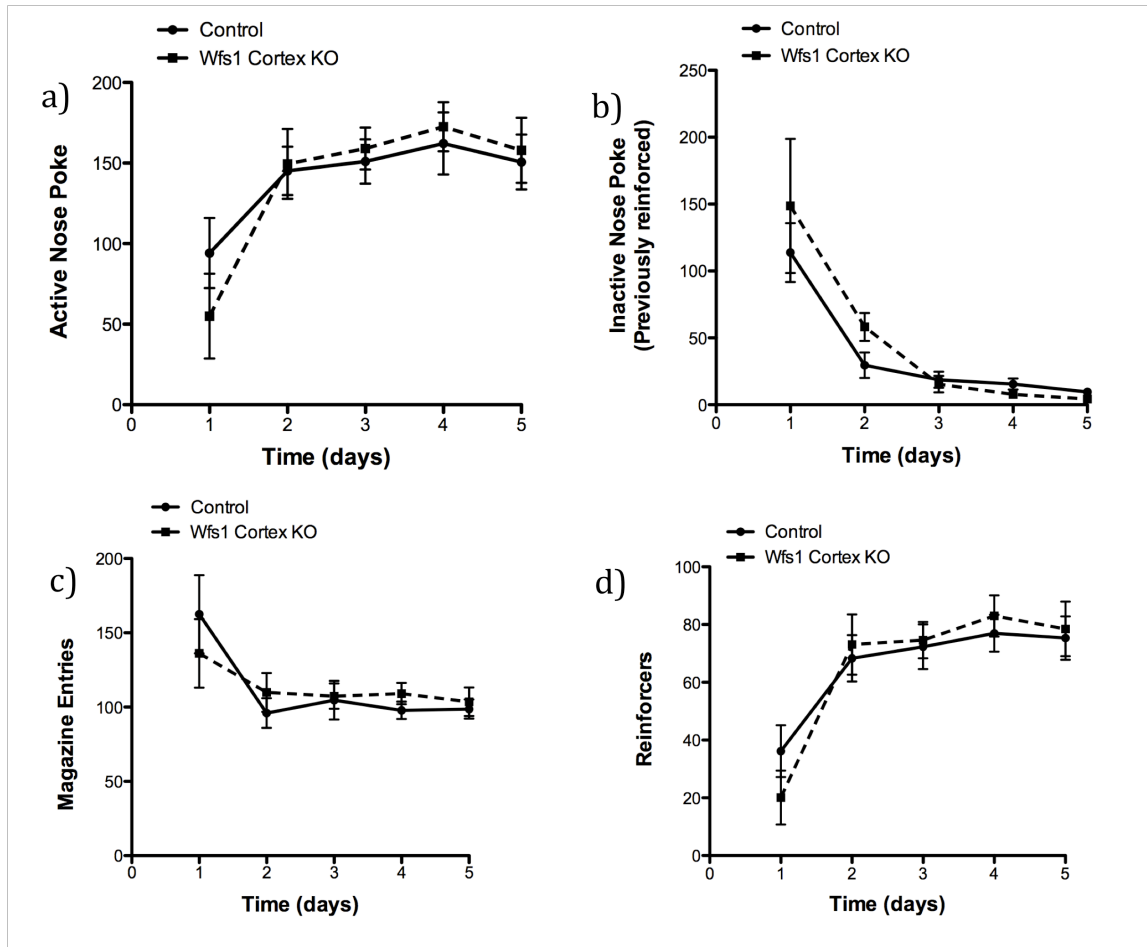 a)
Control
Wfs1 Cortex KO
Active Nose Poke
200
150
100
50
0
0 1 2 3 4 5
Time (days)
b)
Control
Wfs1 Cortex KO
Inactive Nose Poke
(Previously reinforced)
250
200
150
100
50
0
0 1 2 3 4 5
Time (days)
c)
Control
Wfs1 Cortex KO
Magazine Entries
200
150
100
50
0
0 1 2 3 4 5
Time (days)
d)
Control
Wfs1 Cortex KO
Reinforcers
100
80
60
40
20
0
0 1 2 3 4 5
Time (days)